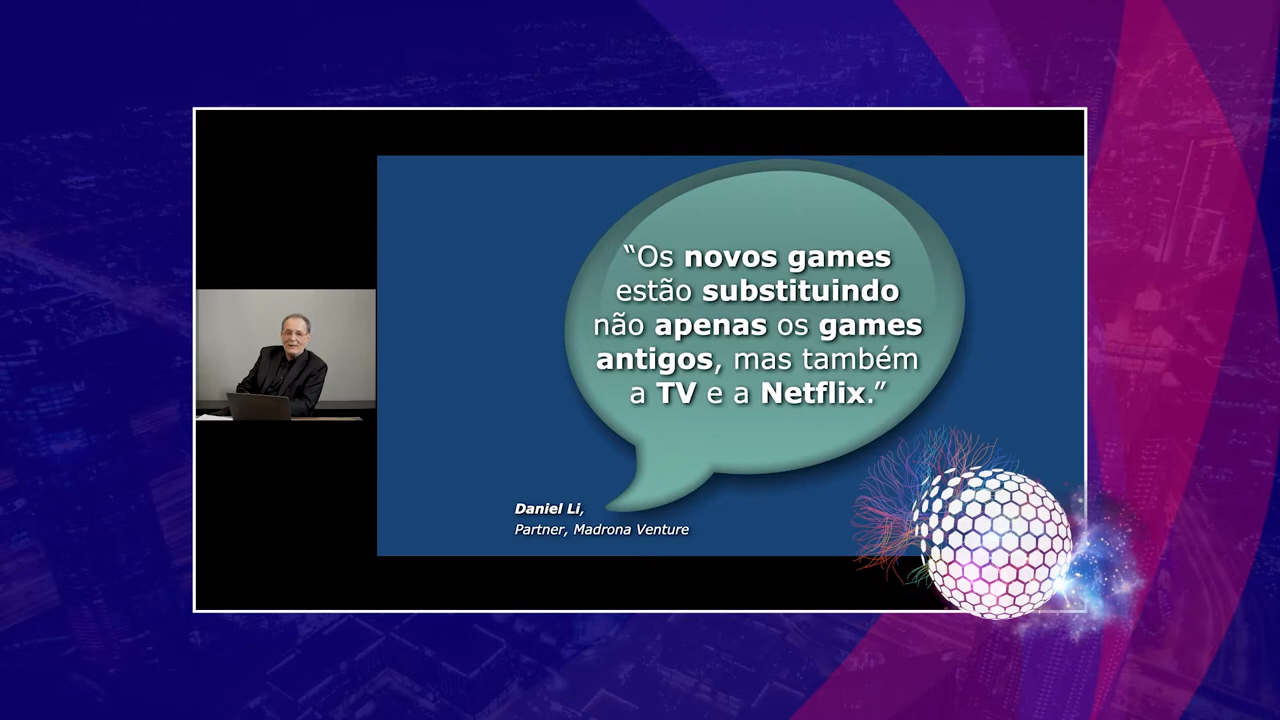 “Os novos games
estão substituindo
não apenas os games
antigos, mas também
a TV e a Netflix.”
Daniel Li,
Partner, Madrona Venture